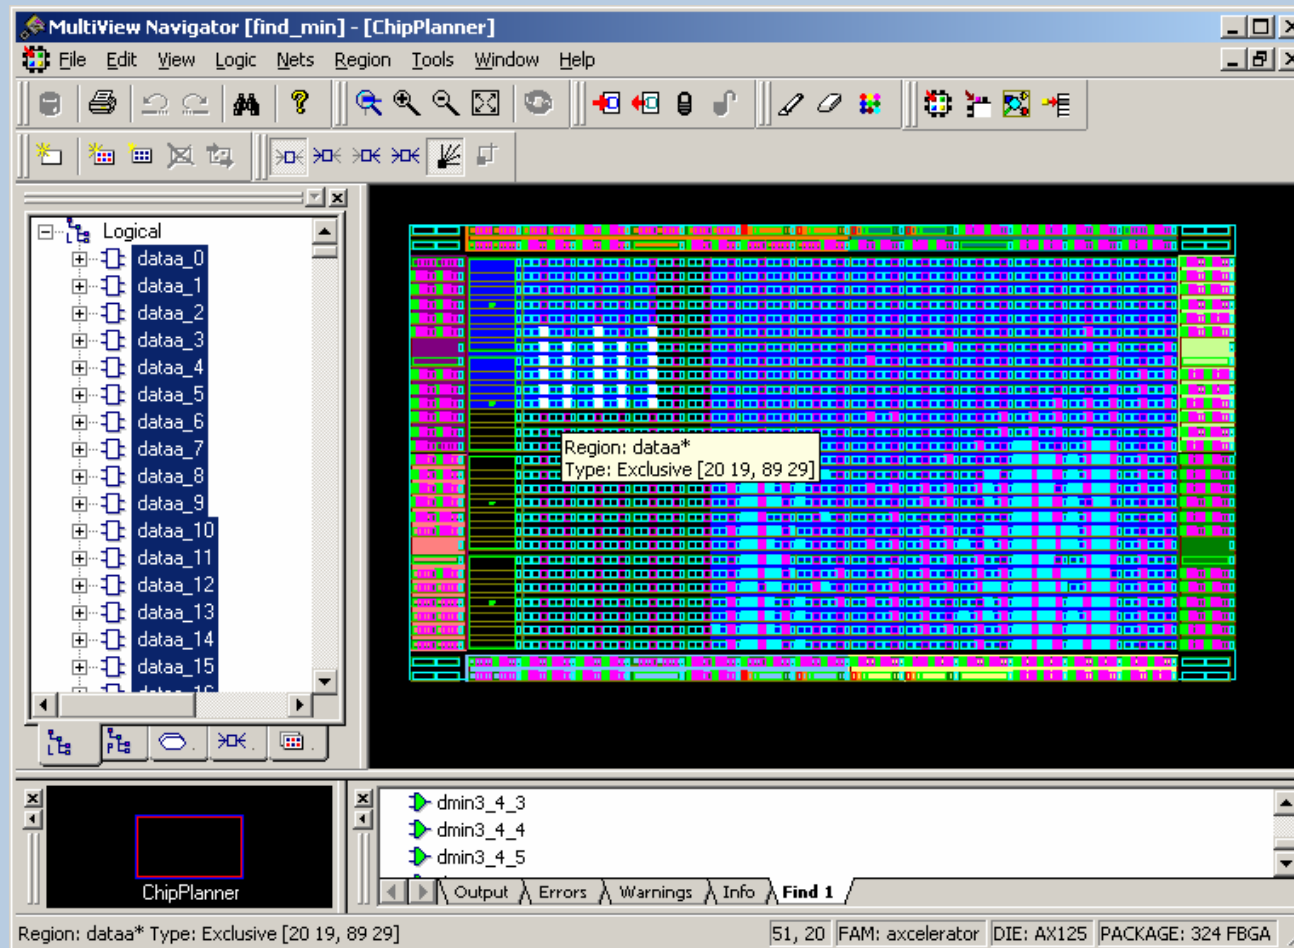 MultiView Navigator [find_min] - [ChipPlanner]
File Edit View Logic Nets Region Tools Window Help
Logical
dataa_0
dataa_1
dataa_2
dataa_3
dataa_4
dataa_5
dataa_6
dataa_7
dataa_8
dataa_9
dataa_10
dataa_11
dataa_12
dataa_13
dataa_14
dataa_15
Region: dataa*
Type: Exclusive [20 19, 89 29]
ChipPlanner
dmin3_4_3
dmin3_4_4
dmin3_4_5
Output Errors Warnings Info Find 1
Region: dataa* Type: Exclusive [20 19, 89 29] 51, 20 FAM: axcelerator DIE: AX125 PACKAGE: 324 FBGA